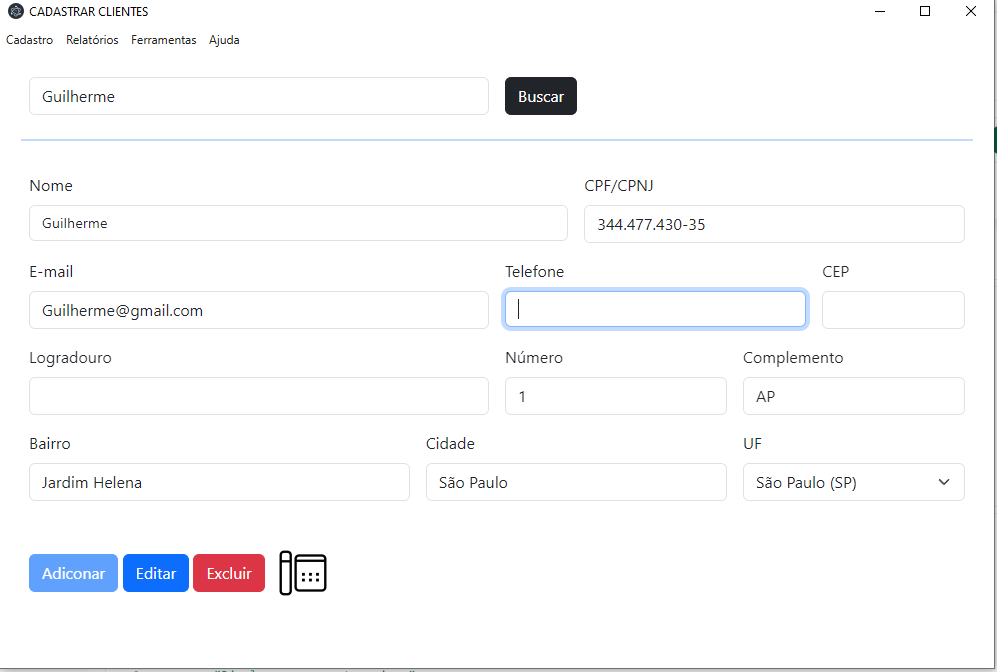 CADASTRAR CLIENTES
Cadastro Relatórios Ferramentas Ajuda
Guilherme Buscar
Nome CPF/CPNJ
Guilherme 344.477.430-35
E-mail Telefone CEP
Guilherme@gmail.com
Logradouro Número Complemento
1 AP
Bairro Cidade UF
Jardim Helena São Paulo São Paulo (SP)
Adiconar Editar Excluir